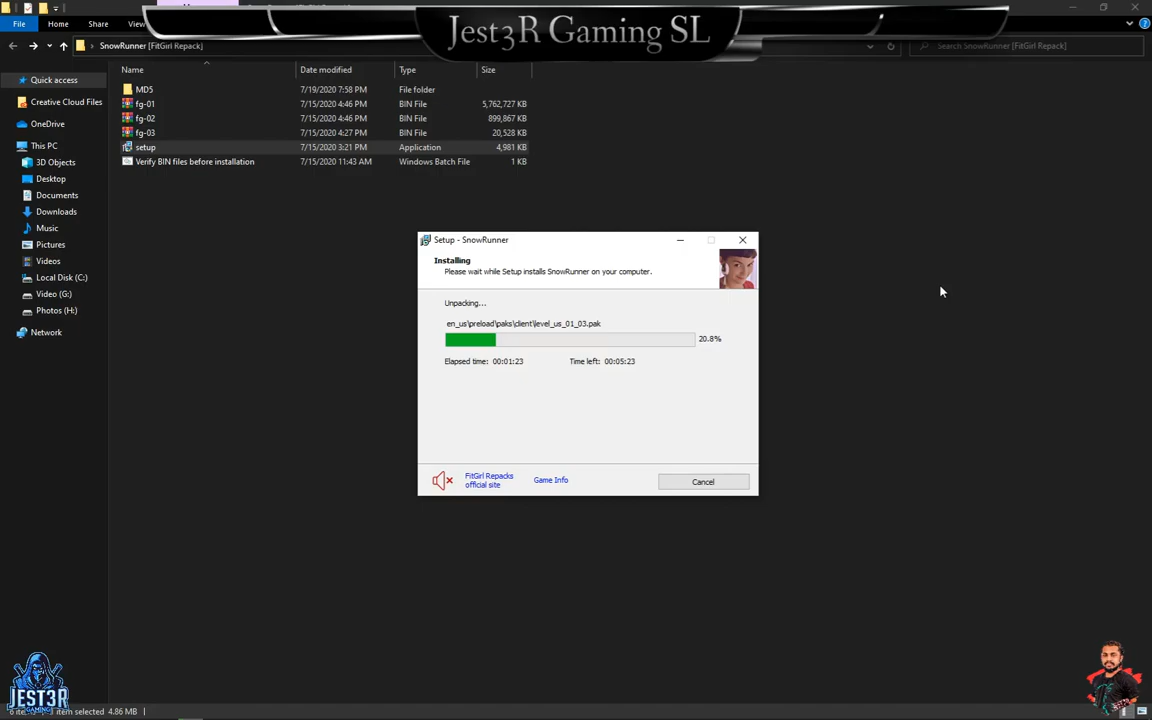 Jest3R Gaming SL
File Home Share View
SnowRunner [FitGirl Repack]
Search SnowRunner [FitGirl Repack]
Name Date modified Type Size
Quick access
Creative Cloud Files
OneDrive
This PC
3D Objects
Desktop
Documents
Downloads
Music
Pictures
Videos
Local Disk (C:)
Video (G:)
Photos (H:)
Network
MD5 7/19/2020 7:58 PM File folder
fg-01 7/15/2020 4:46 PM BIN File 5,762,727 KB
fg-02 7/15/2020 4:46 PM BIN File 899,867 KB
fg-03 7/15/2020 4:27 PM BIN File 20,528 KB
setup 7/15/2020 3:21 PM Application 4,981 KB
Verify BIN files before installation 7/15/2020 11:43 AM Windows Batch File 1 KB
Setup - SnowRunner
Installing
Please wait while Setup installs SnowRunner on your computer.
Unpacking...
en_us\preload\paks\client\level_us_01_03.pak
20.8%
Elapsed time: 00:01:23 Time left: 00:05:23
FitGirl Repacks
official site
Game Info
Cancel
JEST3R
GAMING
item selected 4.86 MB